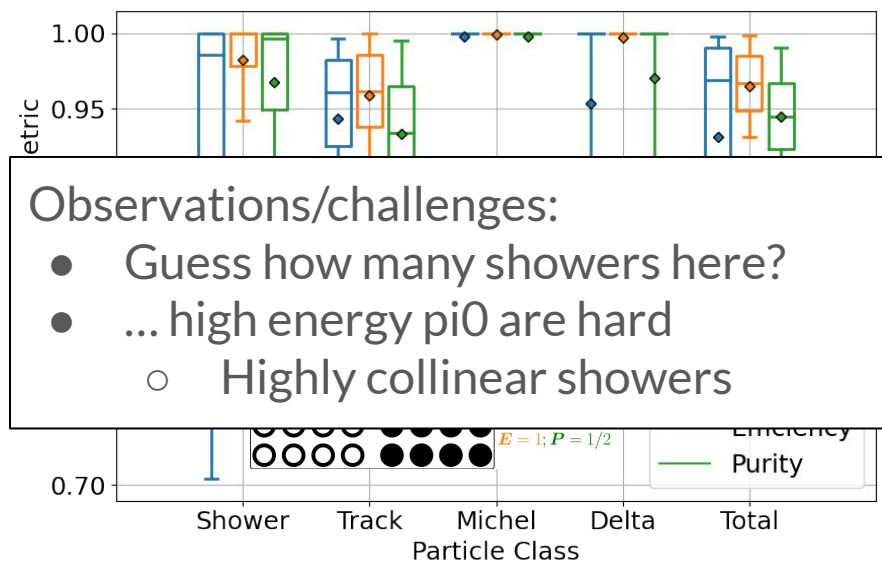 1.00
0.95
etric
Observations/challenges:
● Guess how many showers here?
● ... high energy pi0 are hard
○ Highly collinear showers
E = 1; P = 1/2
Efficiency
Purity
0.70
Shower Track Michel Delta Total
Particle Class